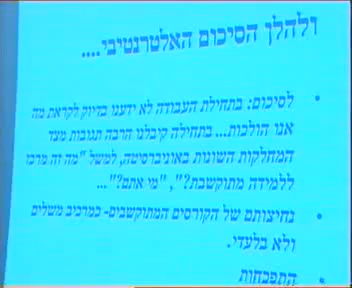 ולהלן הסיכום האלטרנטיבי....
• לסיכום: בתחילת העבודה לא ידענו בדיוק לקראת מה
אנו הולכות... בתחילה קיבלנו הרבה תגובות מצד
המחלקות השונות באוניברסיטה, למשל "מה זה מרכז
ללמידה מתוקשבת?", "מי אתם?"...
• נחיצותם של הקורסים המתוקשבים- כמרכיב משלים
ולא בלעדי.
• התפכחות